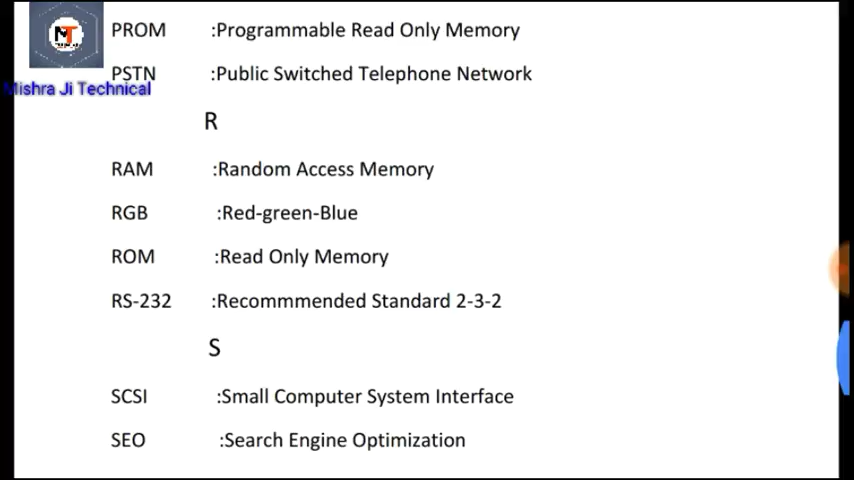 PROM :Programmable Read Only Memory
PSTN :Public Switched Telephone Network
Mishra Ji Technical
R
RAM :Random Access Memory
RGB :Red-green-Blue
ROM :Read Only Memory
RS-232 :Recommmended Standard 2-3-2
S
SCSI :Small Computer System Interface
SEO :Search Engine Optimization